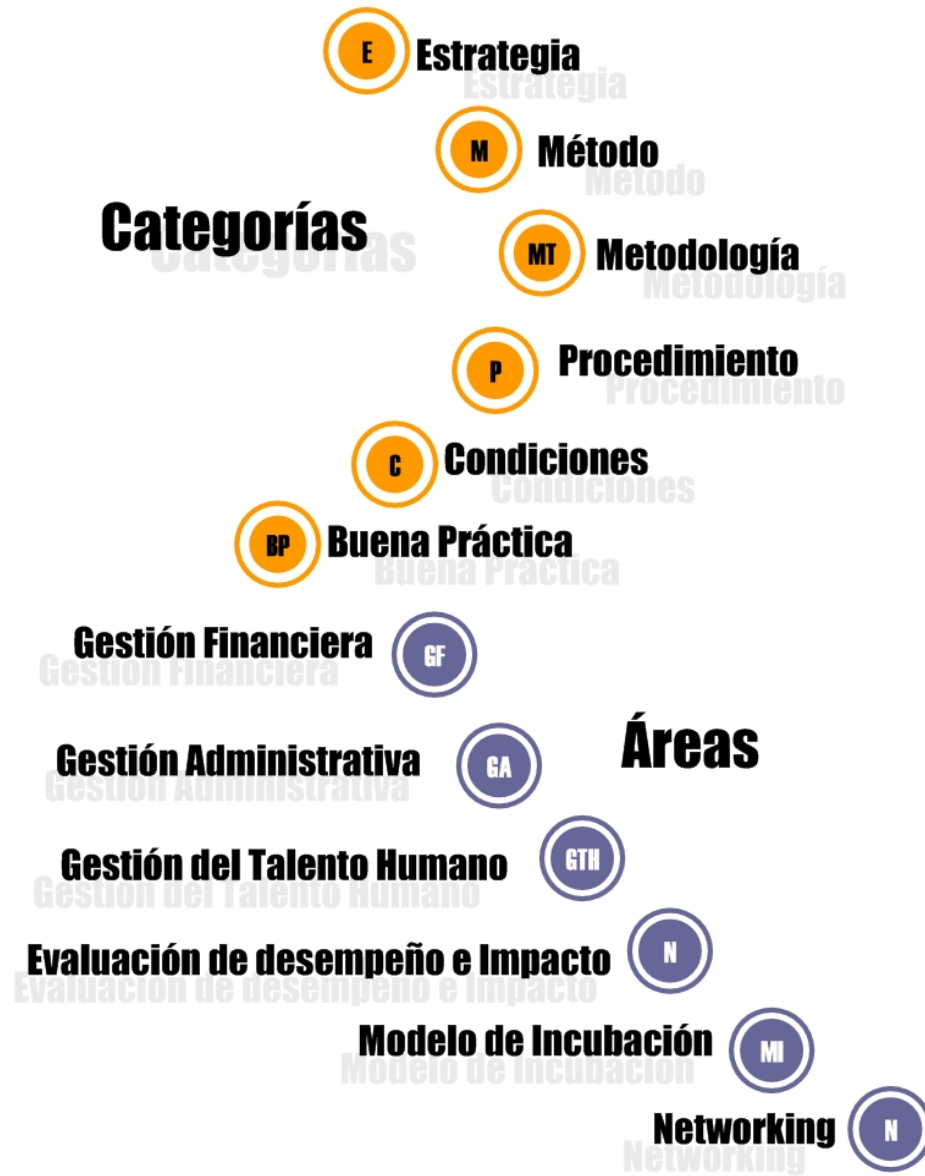 E Estrategia
M Método
Categorías
MT Metodología
P Procedimiento
C Condiciones
BP Buena Práctica
Gestión Financiera GF
Áreas
Gestión Administrativa GA
Gestión del Talento Humano GTH
Evaluación de desempeño e Impacto N
Modelo de Incubación MI
Networking N